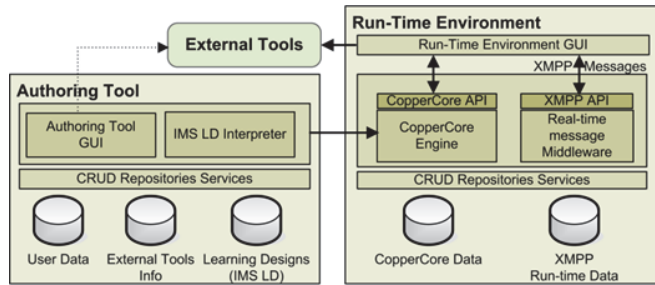 External Tools
Run-Time Environment
Run-Time Environment GUI
XMPP Messages
Authoring Tool
Authoring Tool
GUI
IMS LD Interpreter
CopperCore API
CopperCore
Engine
XMPP API
Real-time
message
Middleware
CRUD Repositories Services
CRUD Repositories Services
User Data
External Tools
Info
Learning Designs
(IMS LD)
CopperCore Data
XMPP
Run-time Data